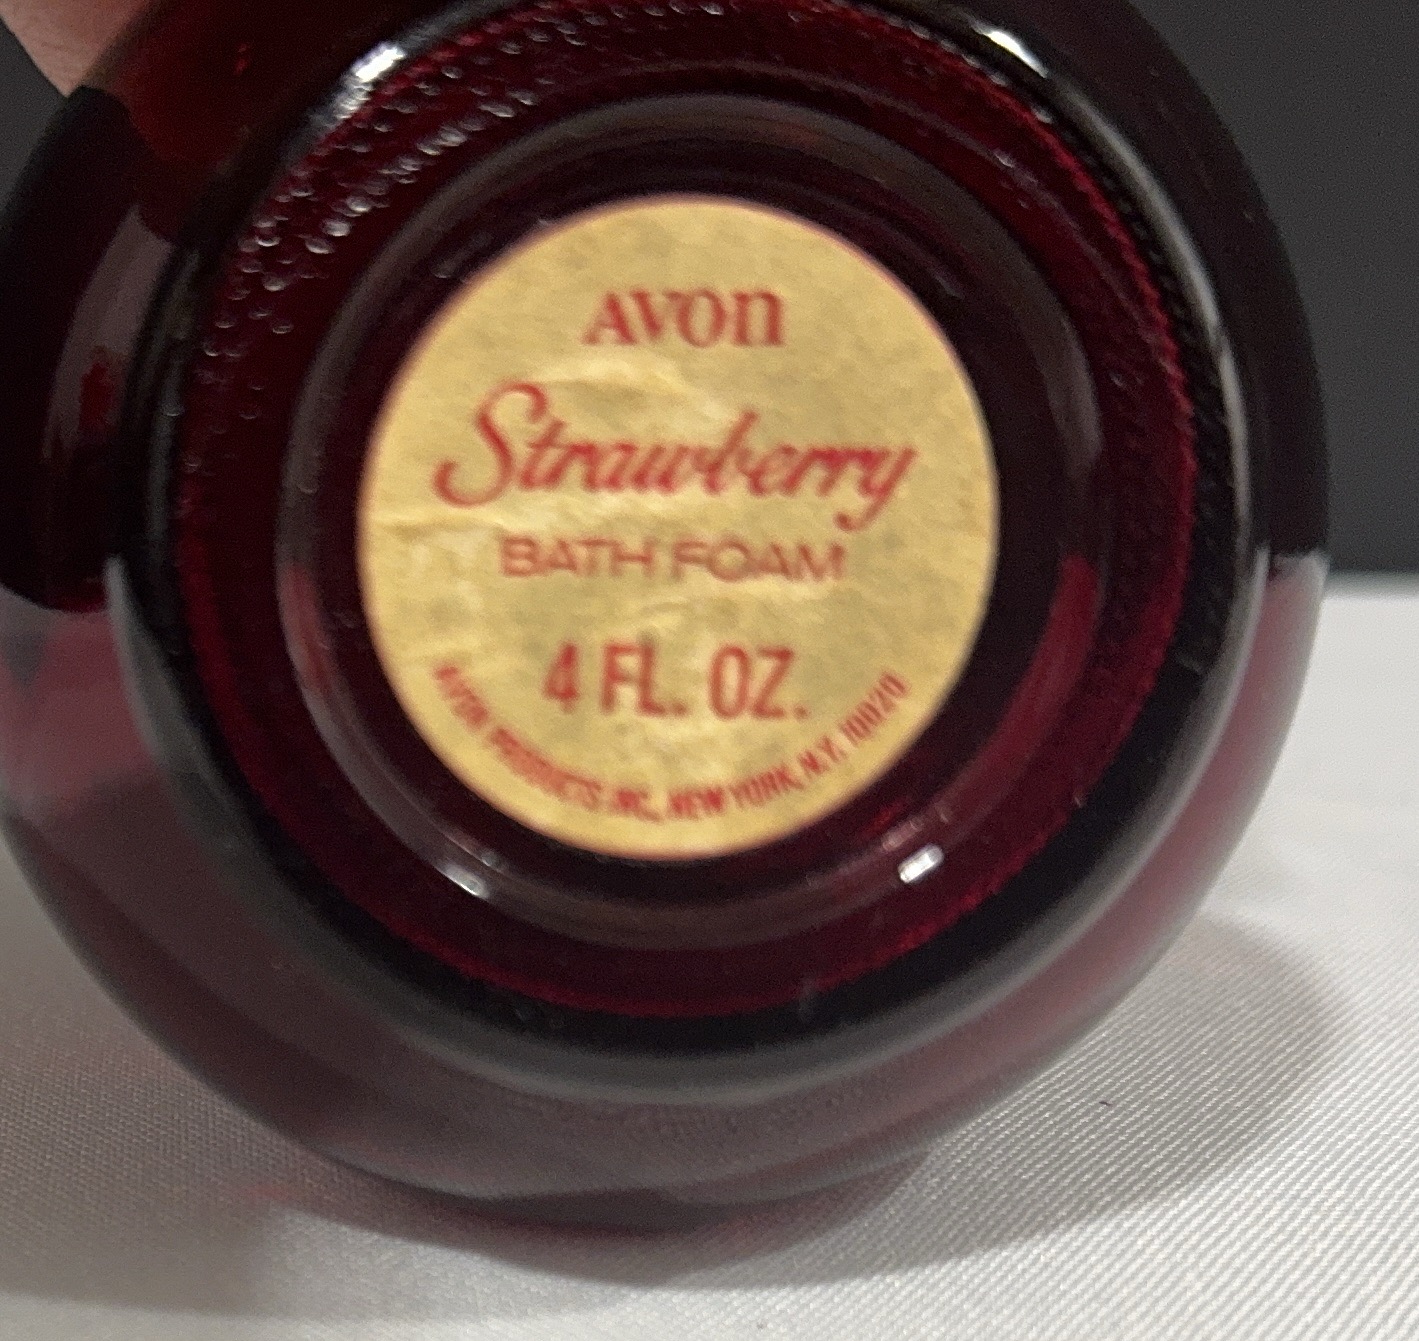 AVON
Strawberry
BATH FOAM
4 FL. OZ.
AVON PRODUCTS INC., NEW YORK, N.Y. 10020